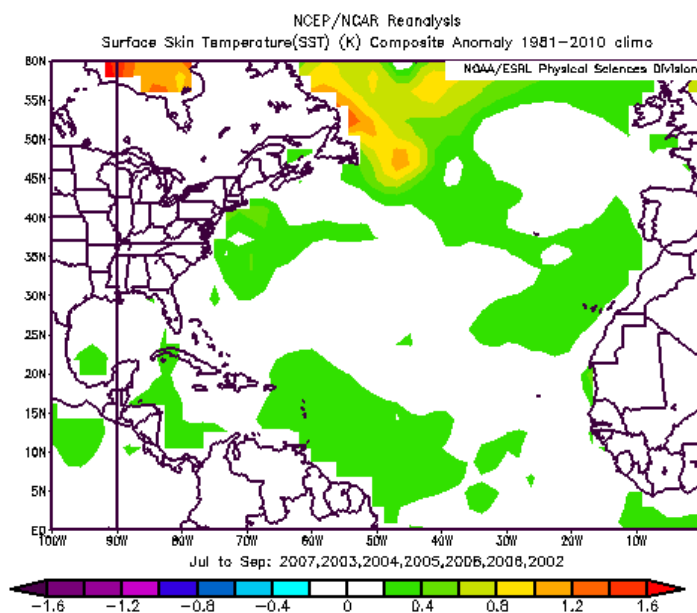 NCEP/NCAR Reanalysis
Surface Skin Temperature(SST) (K) Composite Anomaly 1981-2010 climo
NOAA/ESRL Physical Sciences Division
60N
55N
50N
45N
40N
35N
30N
25N
20N
15N
10N
5N
EQ
100W 90W 80W 70W 60W 50W 40W 30W 20W 10W
Jul to Sep: 2007,2003,2004,2005,2006,2008,2002
-1.6 -1.2 -0.8 -0.4 0 0.4 0.8 1.2 1.6